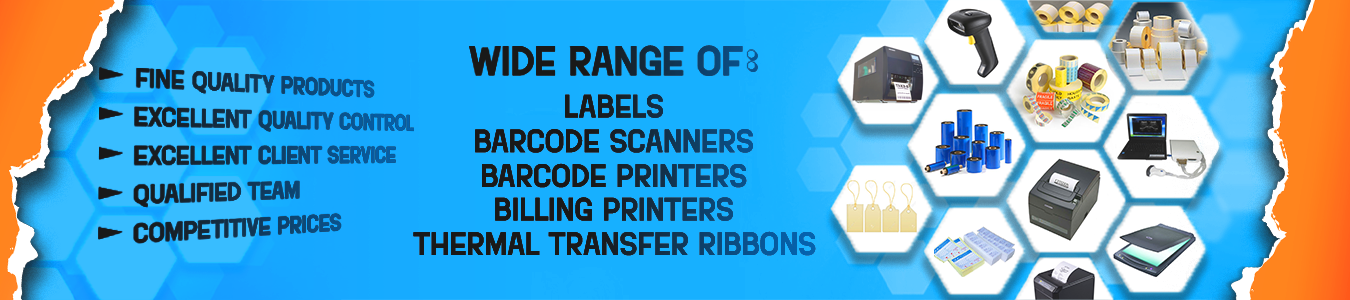 FINE QUALITY PRODUCTS
EXCELLENT QUALITY CONTROL
EXCELLENT CLIENT SERVICE
QUALIFIED TEAM
COMPETITIVE PRICES
WIDE RANGE OF:
LABELS
BARCODE SCANNERS
BARCODE PRINTERS
BILLING PRINTERS
THERMAL TRANSFER RIBBONS
FRAGILE